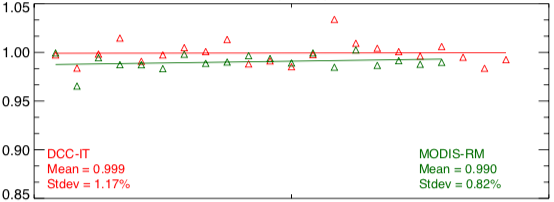 1.05
1.00
0.95
0.90
0.85
DCC-IT
Mean = 0.999
Stdev = 1.17%
MODIS-RM
Mean = 0.990
Stdev = 0.82%